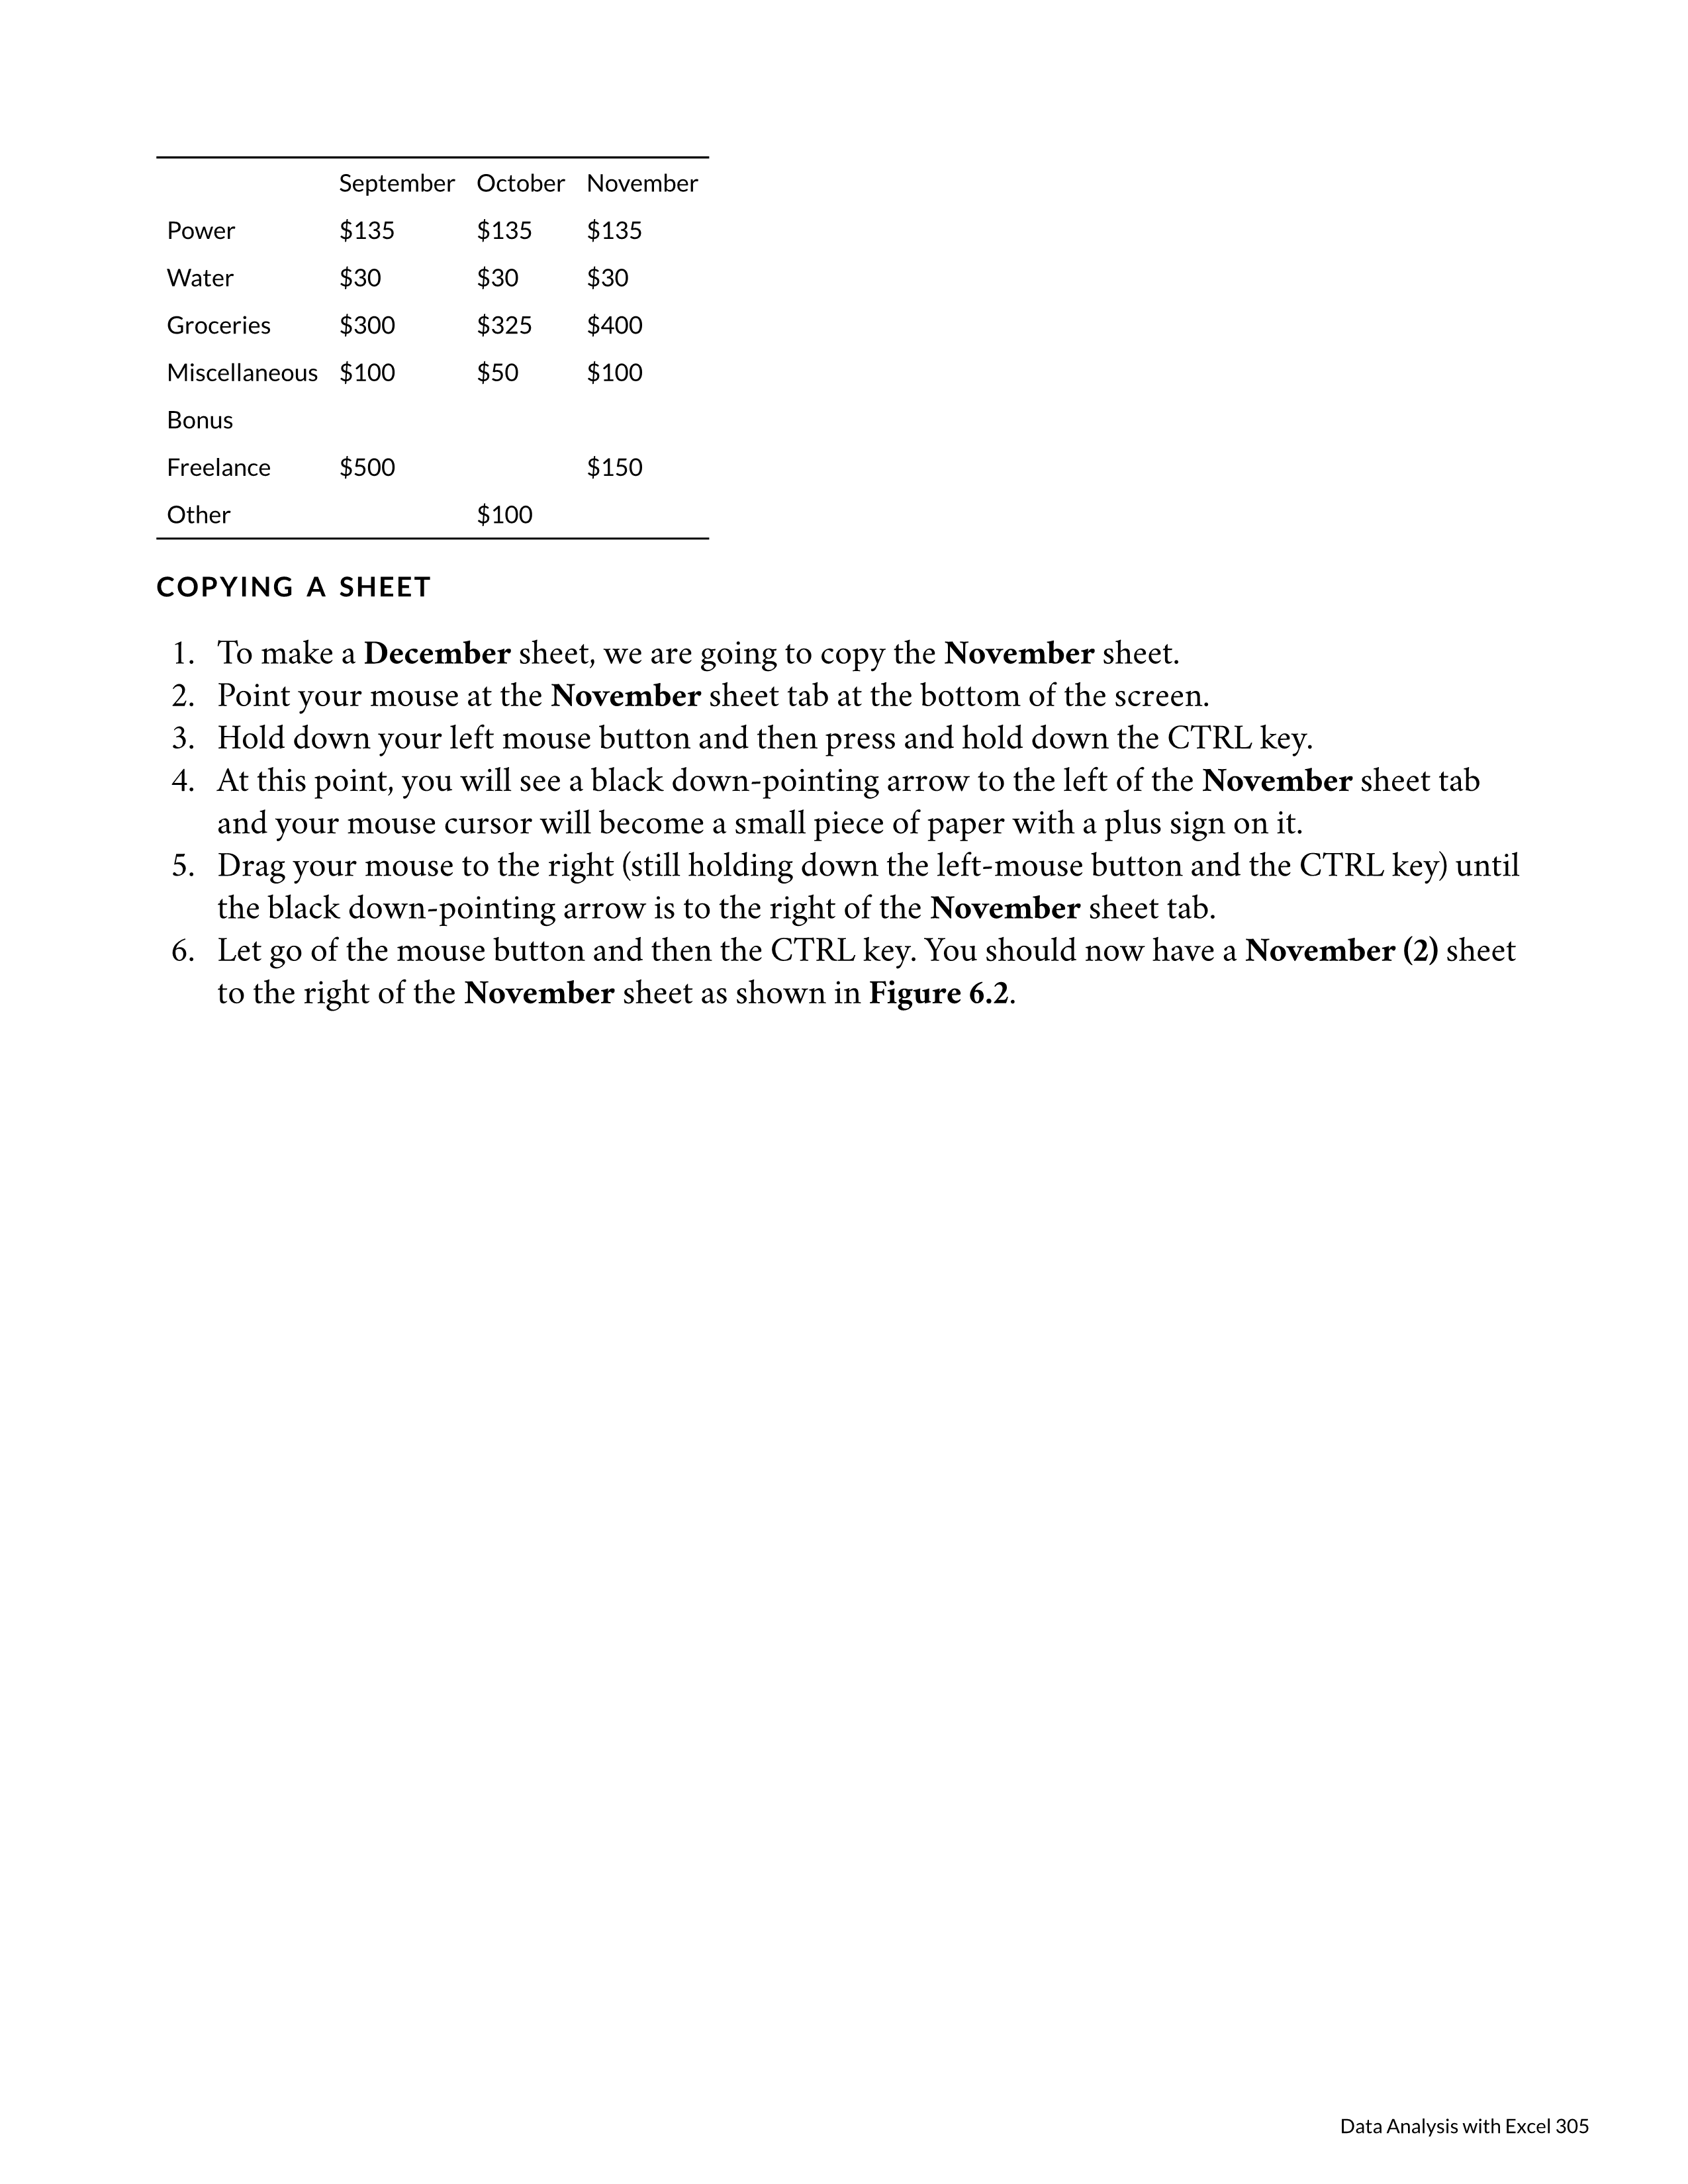 September October November
Power $135 $135 $135
Water $30 $30 $30
Groceries $300 $325 $400
Miscellaneous $100 $50 $100
Bonus
Freelance $500 $150
Other $100
COPYING A SHEET
1. To make a December sheet, we are going to copy the November sheet.
2. Point your mouse at the November sheet tab at the bottom of the screen.
3. Hold down your left mouse button and then press and hold down the CTRL key.
4. At this point, you will see a black down-pointing arrow to the left of the November sheet tab
and your mouse cursor will become a small piece of paper with a plus sign on it.
5. Drag your mouse to the right (still holding down the left-mouse button and the CTRL key) until
the black down-pointing arrow is to the right of the November sheet tab.
6. Let go of the mouse button and then the CTRL key. You should now have a November (2) sheet
to the right of the November sheet as shown in Figure 6.2.
Data Analysis with Excel 305